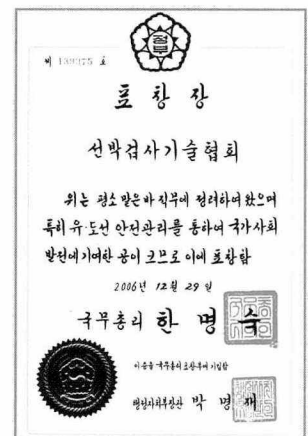 정부
제 139375 호
표창장
선박검사기술협회
위는 평소 맡은바 직무에 정려하여 왔으며
특히 유·도선 안전관리를 통하여 국가사회
발전에 기여한 공이 크므로 이에 표창함
2006년 12월 29일
국무총리 한명숙
이 증을 국무총리표창부에 기입함
행정자치부장관 박명재